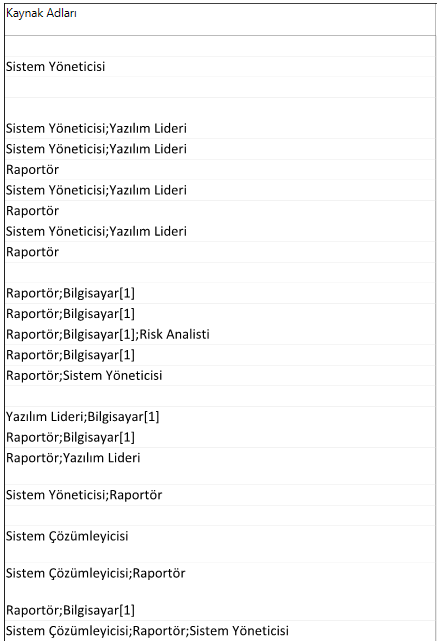 Kaynak Adları
Sistem Yöneticisi
Sistem Yöneticisi;Yazılım Lideri
Sistem Yöneticisi;Yazılım Lideri
Raportör
Sistem Yöneticisi;Yazılım Lideri
Raportör
Sistem Yöneticisi;Yazılım Lideri
Raportör
Raportör;Bilgisayar[1]
Raportör;Bilgisayar[1]
Raportör;Bilgisayar[1];Risk Analisti
Raportör;Bilgisayar[1]
Raportör;Sistem Yöneticisi
Yazılım Lideri;Bilgisayar[1]
Raportör;Bilgisayar[1]
Raportör;Yazılım Lideri
Sistem Yöneticisi;Raportör
Sistem Çözümleyicisi
Sistem Çözümleyicisi;Raportör
Raportör;Bilgisayar[1]
Sistem Çözümleyicisi;Raportör;Sistem Yöneticisi